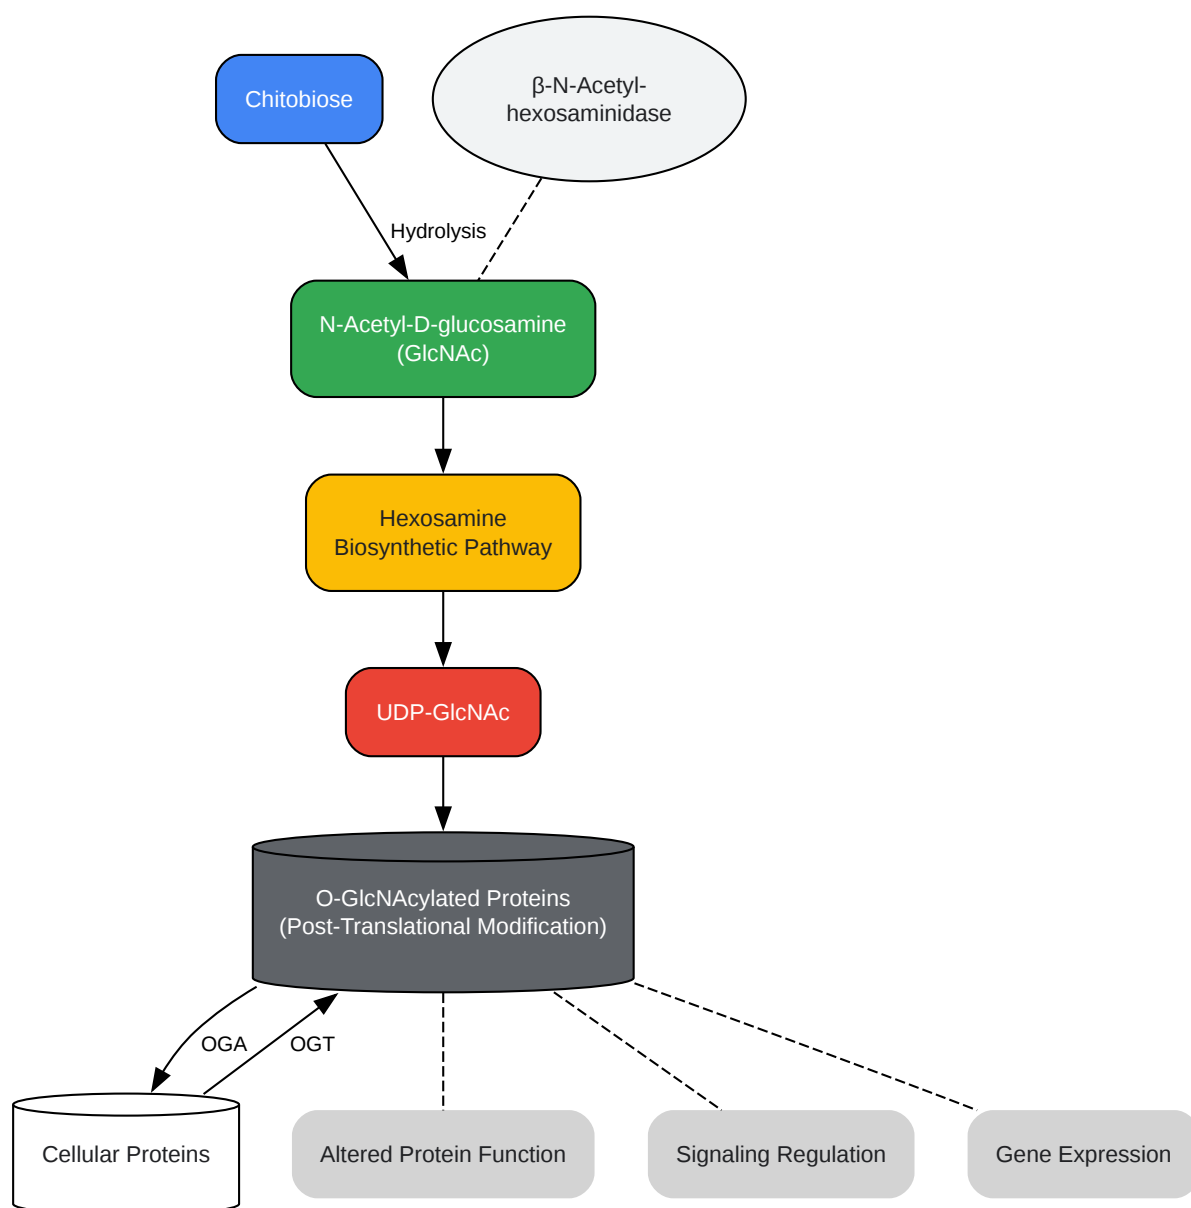 Chitobiose
β-N-Acetyl-
hexosaminidase
Hydrolysis
N-Acetyl-D-glucosamine
(GlcNAc)
Hexosamine
Biosynthetic Pathway
UDP-GlcNAc
O-GlcNAcylated Proteins
(Post-Translational Modification)
OGA
OGT
Cellular Proteins
Altered Protein Function
Signaling Regulation
Gene Expression